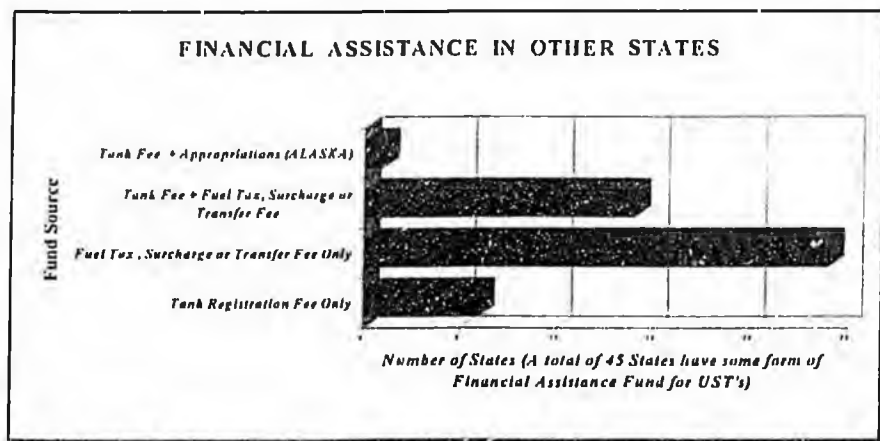 FINANCIAL ASSISTANCE IN OTHER STATES
Fund Source
Tank Fee + Appropriations (ALASKA)
Tank Fee + Fuel Tax, Surcharge or
Transfer Fee
Fuel Tax, Surcharge or Transfer Fee Only
Tank Registration Fee Only
Number of States (A total of 45 States have some form of
Financial Assistance Fund for UST's)